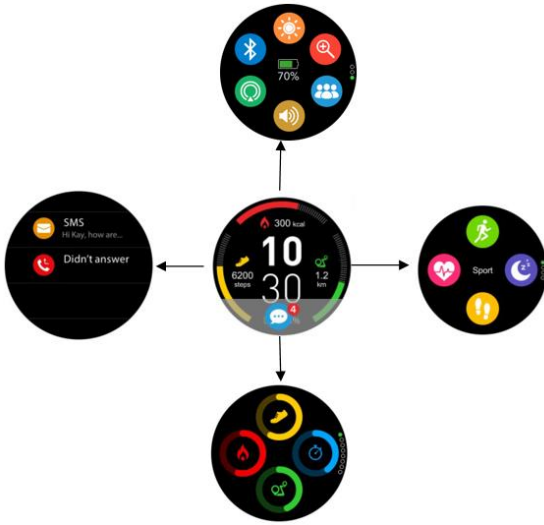 70%
SMS
Hi Kay, how are...
Didn't answer
300 kcal
10
30
6200
steps
1.2
km
4
Sport
z z